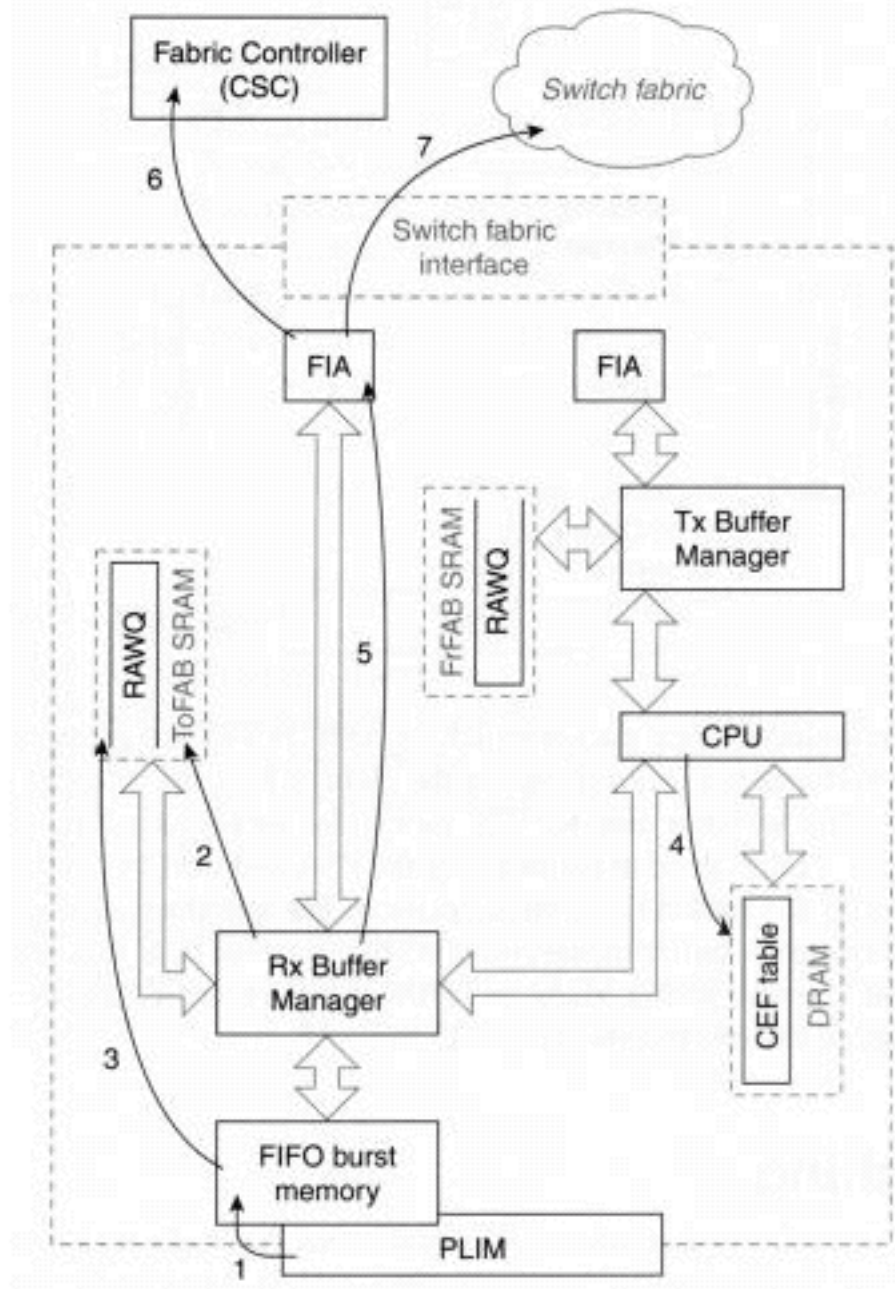 Fabric Controller
(CSC)
Switch fabric
7
6
Switch fabric
interface
FIA
FIA
Tx Buffer
Manager
FrFAB SRAM
RAWQ
RAWQ
ToFAB SRAM
5
CPU
2
4
Rx Buffer
Manager
CEF table
DRAM
3
FIFO burst
memory
PLIM
1